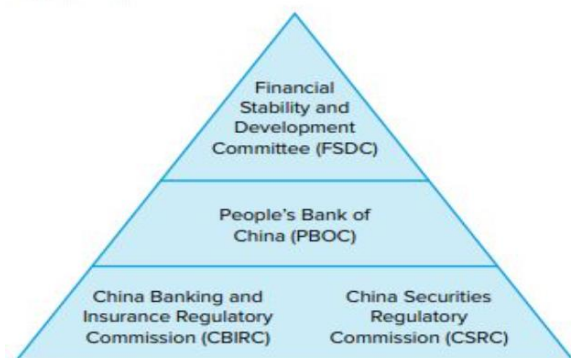 Financial
Stability and
Development
Committee (FSDC)
People's Bank of
China (PBOC)
China Banking and
Insurance Regulatory
Commission (CBIRC)
China Securities
Regulatory
Commission (CSRC)